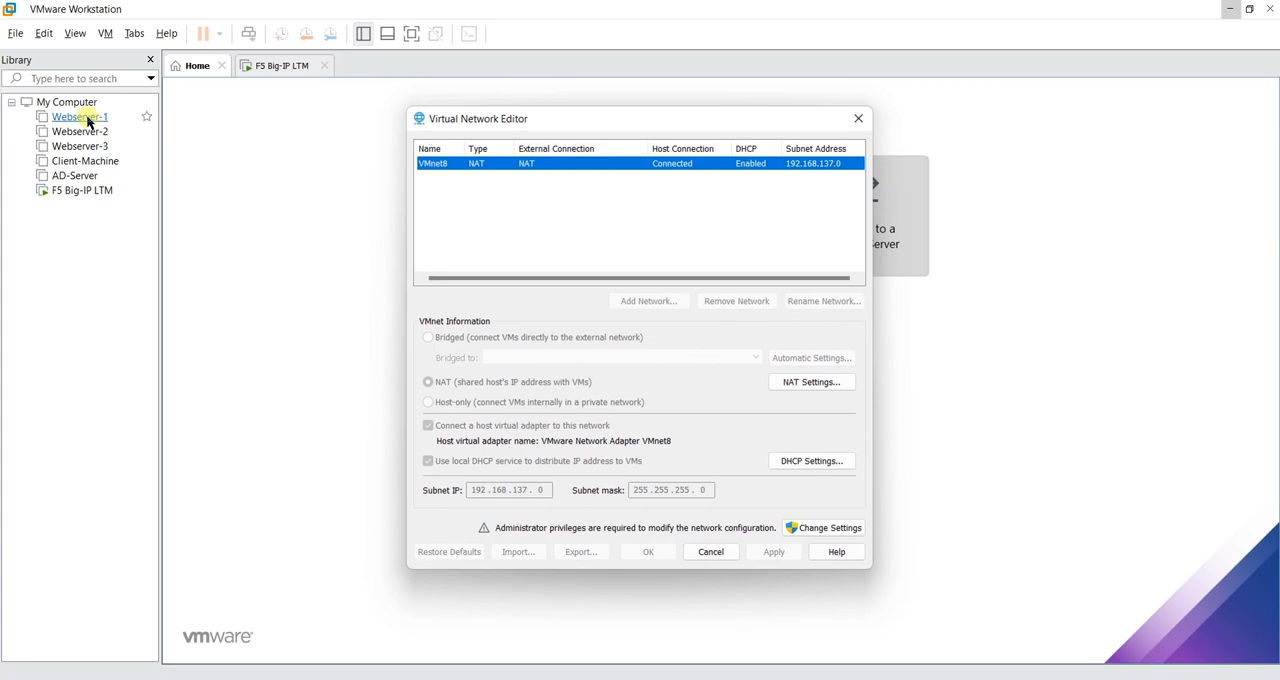 VMware Workstation
File Edit View VM Tabs Help
Library
Type here to search
Home
F5 Big-IP LTM
My Computer
Webserver-1
Webserver-2
Webserver-3
Client-Machine
AD-Server
F5 Big-IP LTM
Virtual Network Editor
Name Type External Connection Host Connection DHCP Subnet Address
VMnet8 NAT NAT Connected Enabled 192.168.137.0
to a
Server
Add Network... Remove Network Rename Network...
VMnet Information
Bridged (connect VMs directly to the external network)
Bridged to: Automatic Settings...
NAT (shared host's IP address with VMs) NAT Settings...
Host-only (connect VMs internally in a private network)
Connect a host virtual adapter to this network
Host virtual adapter name: VMware Network Adapter VMnet8
Use local DHCP service to distribute IP address to VMs DHCP Settings...
Subnet IP: 192.168.137. 0 Subnet mask: 255.255.255. 0
Administrator privileges are required to modify the network configuration. Change Settings
Restore Defaults Import... Export... OK Cancel Apply Help
vmware